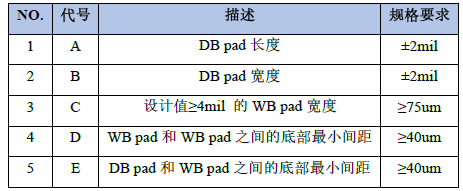 NO. 代号 描述 规格要求
1 A DB pad 长度 ±2mil
2 B DB pad 宽度 ±2mil
3 C 设计值≥4mil 的 WB pad 宽度 ≥75um
4 D WB pad 和 WB pad 之间的底部最小间距 ≥40um
5 E DB pad 和 WB pad 之间的底部最小间距 ≥40um